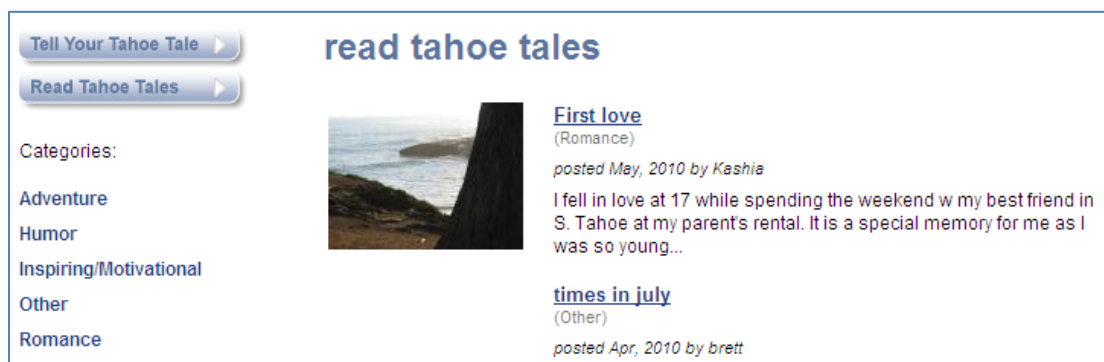 Tell Your Tahoe Tale
Read Tahoe Tales
Categories:
Adventure
Humor
Inspiring/Motivational
Other
Romance
read tahoe tales
First love
(Romance)
posted May, 2010 by Kashia
I fell in love at 17 while spending the weekend w my best friend in
S. Tahoe at my parent's rental. It is a special memory for me as I
was so young...
times in july
(Other)
posted Apr, 2010 by brett